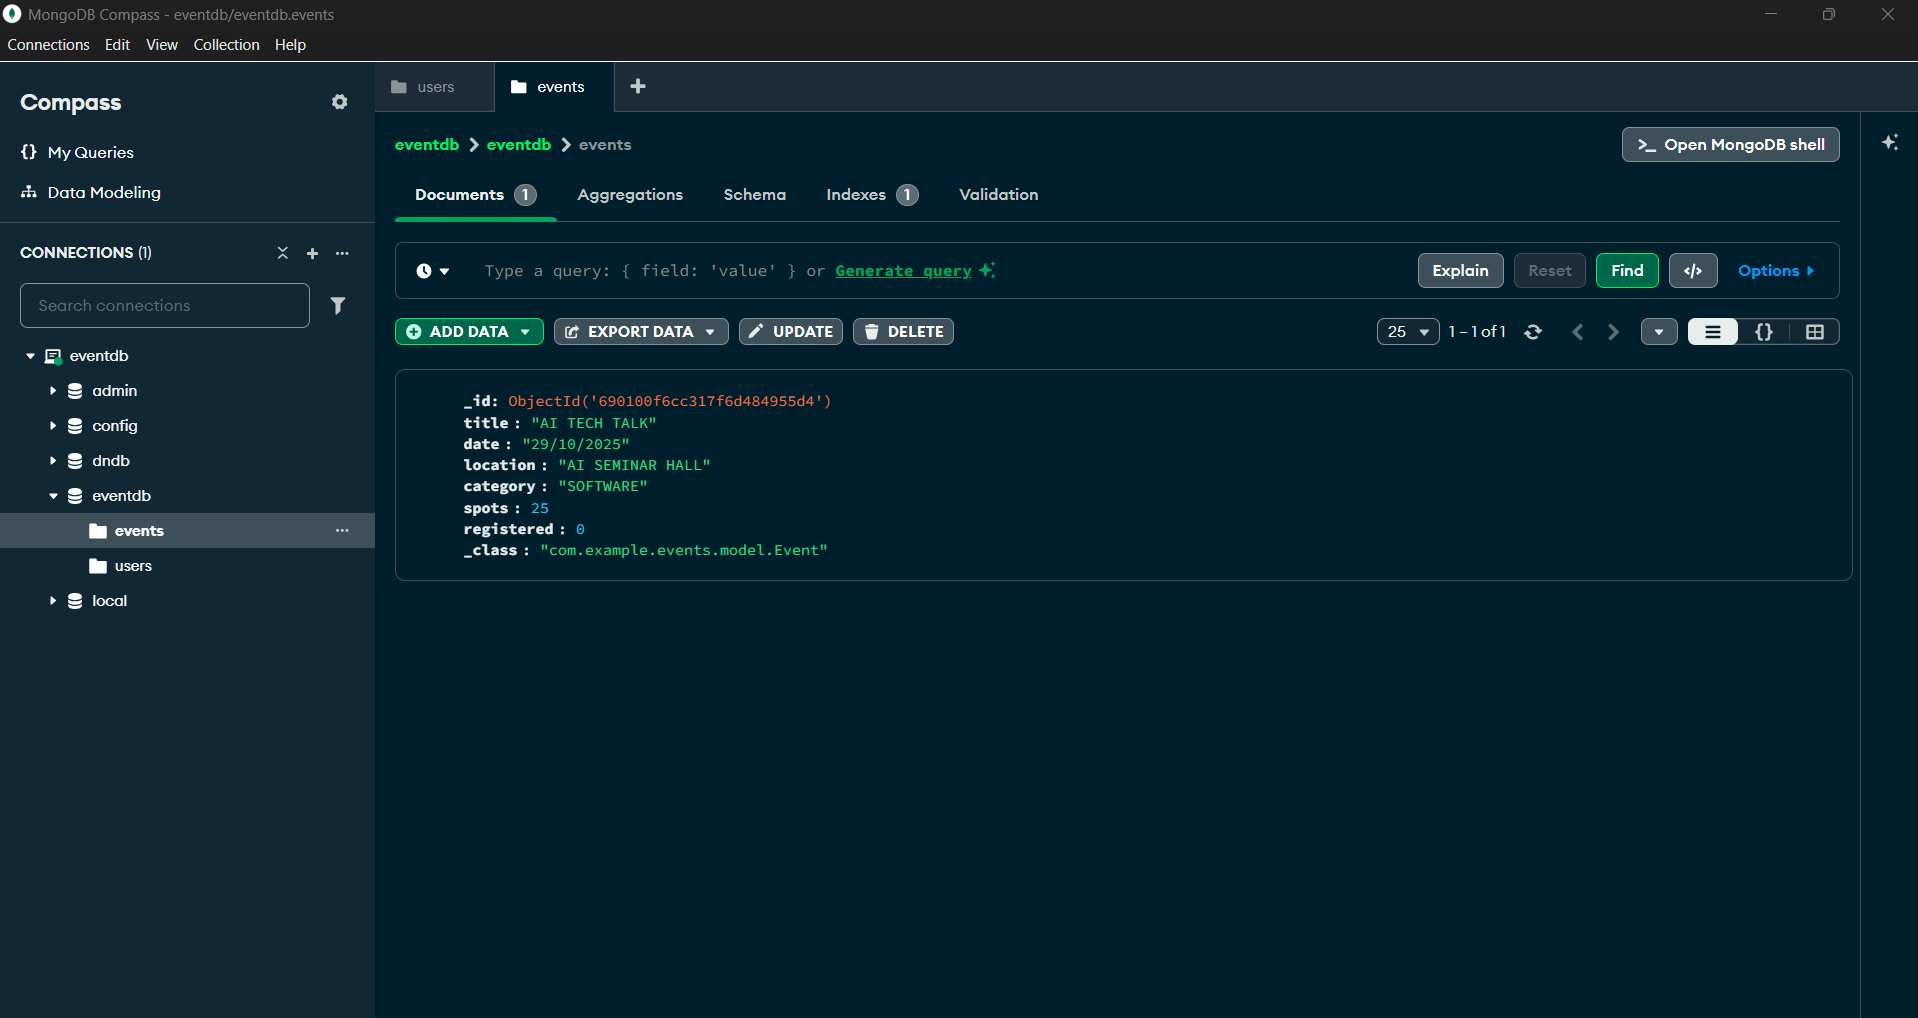 MongoDB Compass - eventdb/eventdb.events
Connections Edit View Collection Help
Compass
{} My Queries
Data Modeling
CONNECTIONS (1)
Search connections
eventdb
admin
config
dndb
eventdb
events
users
local
users
events
eventdb > eventdb > events
>_ Open MongoDB shell
Documents 1 Aggregations Schema Indexes 1 Validation
Type a query: { field: 'value' } or Generate query
Explain Reset Find </> Options
ADD DATA EXPORT DATA UPDATE DELETE
25 1 – 1 of 1 {}
_id: ObjectId('690100f6cc317f6d484955d4')
title : "AI TECH TALK"
date : "29/10/2025"
location : "AI SEMINAR HALL"
category : "SOFTWARE"
spots : 25
registered : 0
_class : "com.example.events.model.Event"